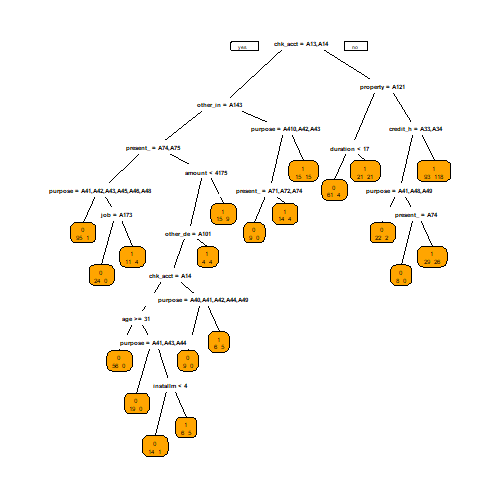 yes chk_acct = A13,A14 no
property = A121
other_in = A143
purpose = A410,A42,A43 credit_h = A33,A34
present_ = A74,A75 duration < 17
amount < 4175
1
15 15
1
21 21
1
93 118
purpose = A41,A42,A43,A45,A46,A48 present_ = A71,A72,A74 purpose = A41,A48,A49
0
61 4
job = A173
1
15 9
1
14 4
present_ = A74
0
95 1
other_de = A101
0
9 0
0
22 2
1
11 4
1
4 4
1
29 26
0
24 0
chk_acct = A14
0
8 0
purpose = A40,A41,A42,A44,A49
age >= 31
purpose = A41,A43,A44
1
6 5
0
56 0
0
9 0
installm < 4
0
19 0
1
6 5
0
14 1